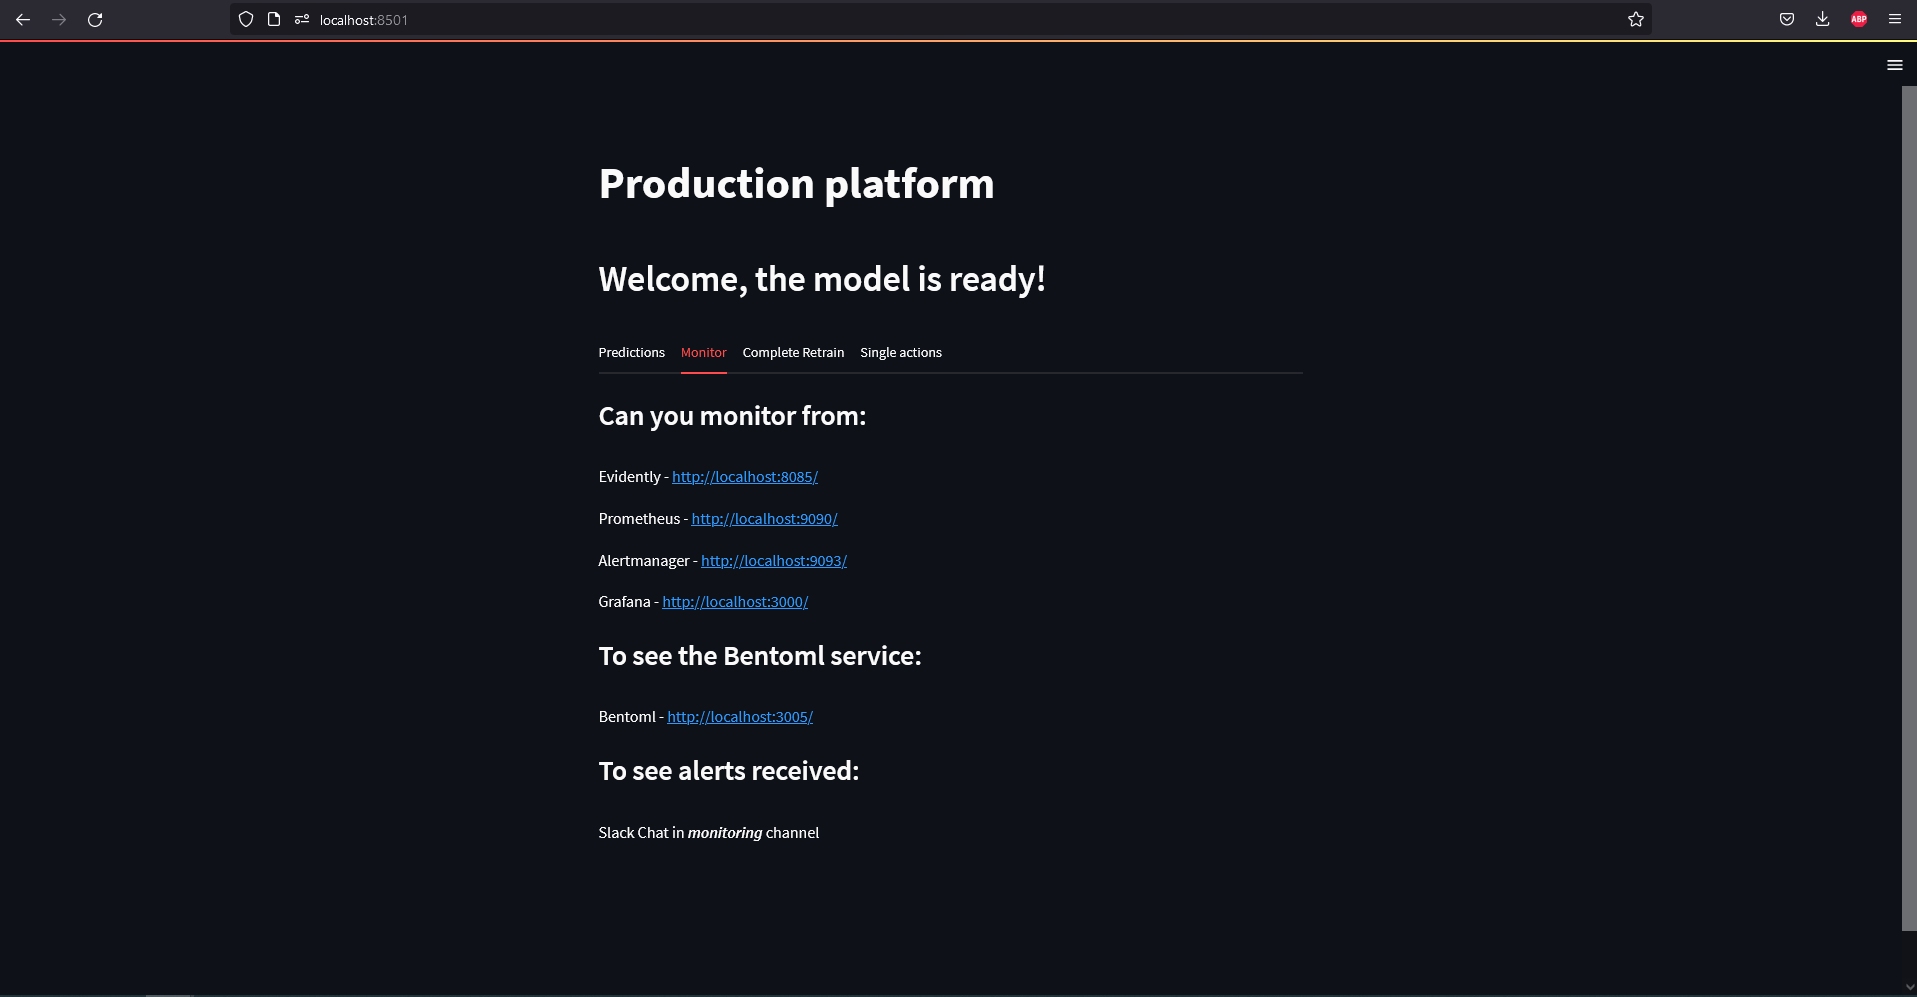 localhost:8501
ABP
Production platform
Welcome, the model is ready!
Predictions Monitor Complete Retrain Single actions
Can you monitor from:
Evidently - http://localhost:8085/
Prometheus - http://localhost:9090/
Alertmanager - http://localhost:9093/
Grafana - http://localhost:3000/
To see the Bentoml service:
Bentoml - http://localhost:3005/
To see alerts received:
Slack Chat in monitoring channel